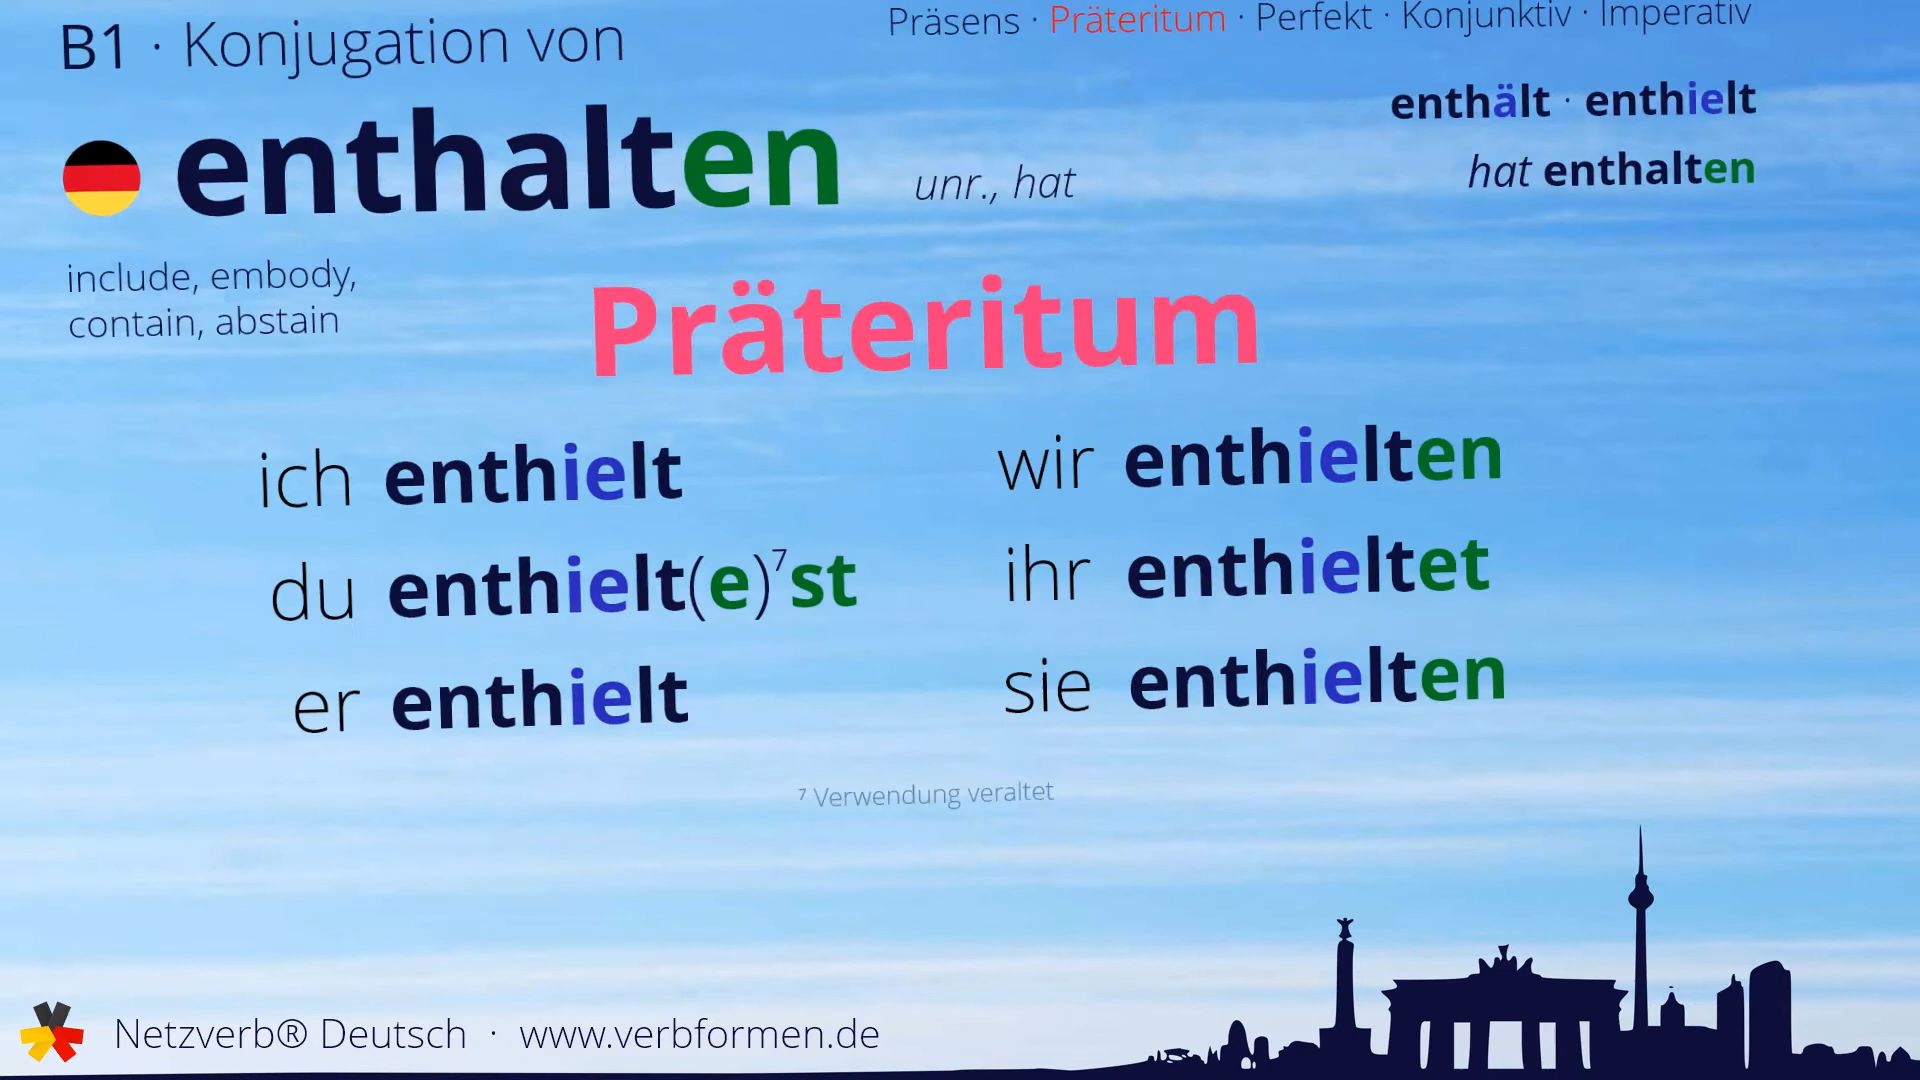 B1 · Konjugation von
Präsens · Präteritum · Perfekt · Konjunktiv · Imperativ
enthalten unr., hat
enthält · enthielt
hat enthalten
include, embody,
contain, abstain
Präteritum
ich enthielt
du enthielt(e)⁷st
er enthielt
wir enthielten
ihr enthieltet
sie enthielten
⁷ Verwendung veraltet
Netzverb® Deutsch · www.verbformen.de